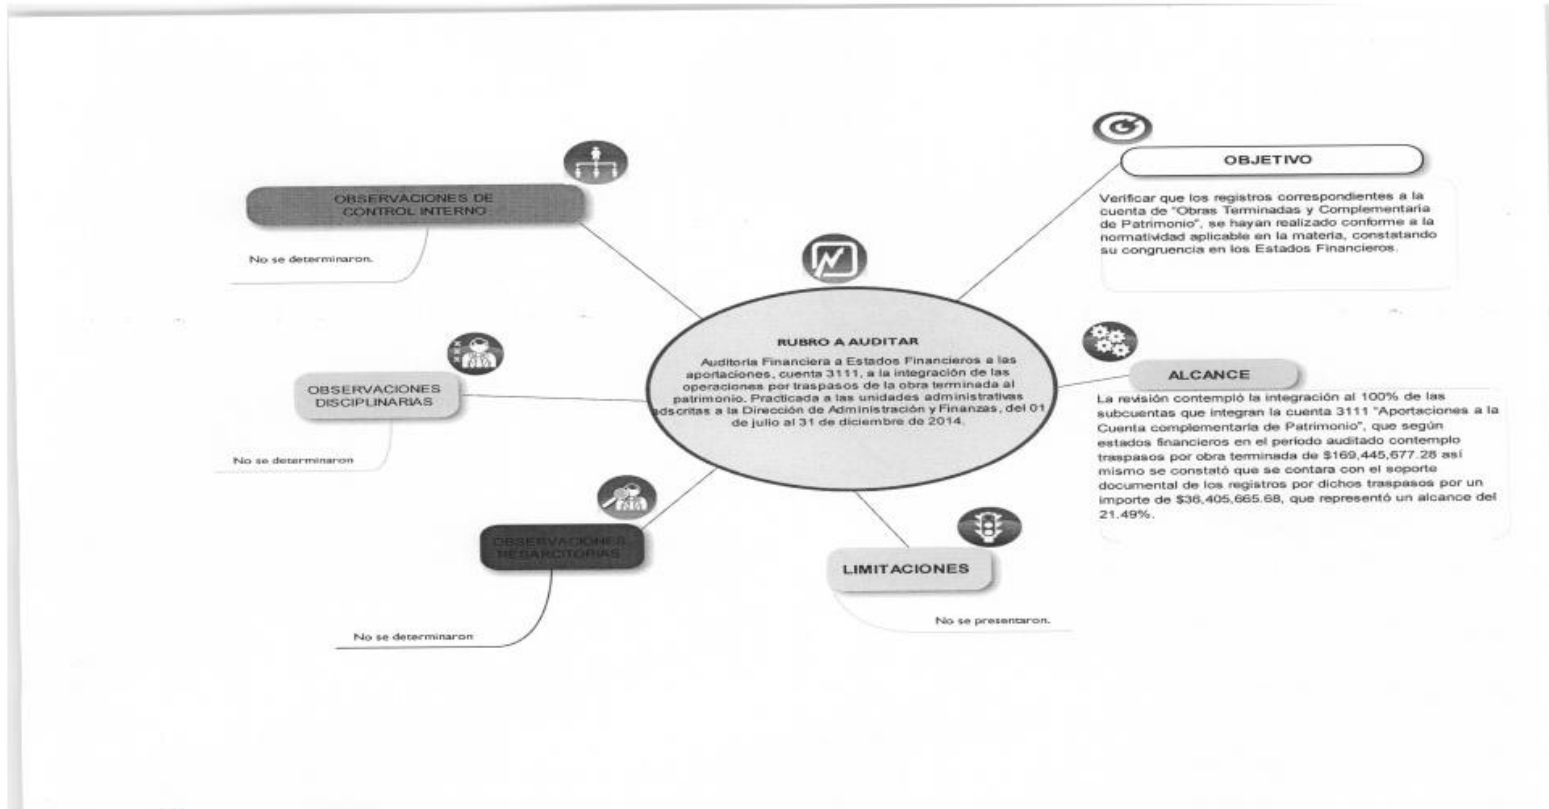 OBJETIVO
Verificar que los registros correspondientes a la
cuenta de "Obras Terminadas y Complementaria
de Patrimonio", se hayan realizado conforme a la
normatividad aplicable en la materia, constatando
su congruencia en los Estados Financieros.
OBSERVACIONES DE
CONTROL INTERNO
No se determinaron.
RUBRO A AUDITAR
Auditoría Financiera a Estados Financieros a las
aportaciones, cuenta 3111, a la integración de las
operaciones por traspasos de la obra terminada al
patrimonio. Practicada a las unidades administrativas
adscritas a la Dirección de Administración y Finanzas, del 01
de julio al 31 de diciembre de 2014.
ALCANCE
La revisión contempló la integración al 100% de las
subcuentas que integran la cuenta 3111 "Aportaciones a la
Cuenta complementaria de Patrimonio", que según
estados financieros en el período auditado contemplo
traspasos por obra terminada de $169,445,677.28 así
mismo se constató que se contara con el soporte
documental de los registros por dichos traspasos por un
importe de $36,405,665.68, que representó un alcance del
21.49%.
OBSERVACIONES
DISCIPLINARIAS
No se determinaron
OBSERVACIONES
RESARCITORIAS
No se determinaron
LIMITACIONES
No se presentaron.